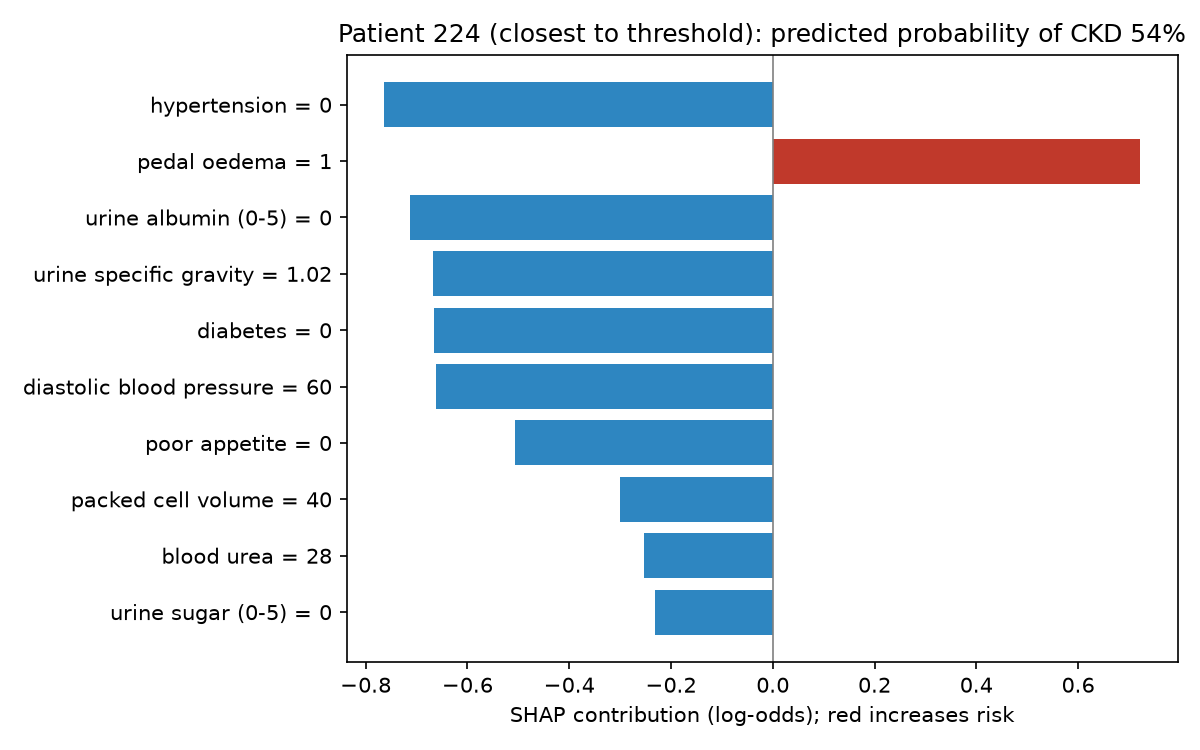 Patient 224 (closest to threshold): predicted probability of CKD 54%
hypertension = 0
pedal oedema = 1
urine albumin (0-5) = 0
urine specific gravity = 1.02
diabetes = 0
diastolic blood pressure = 60
poor appetite = 0
packed cell volume = 40
blood urea = 28
urine sugar (0-5) = 0
−0.8 −0.6 −0.4 −0.2 0.0 0.2 0.4 0.6
SHAP contribution (log-odds); red increases risk